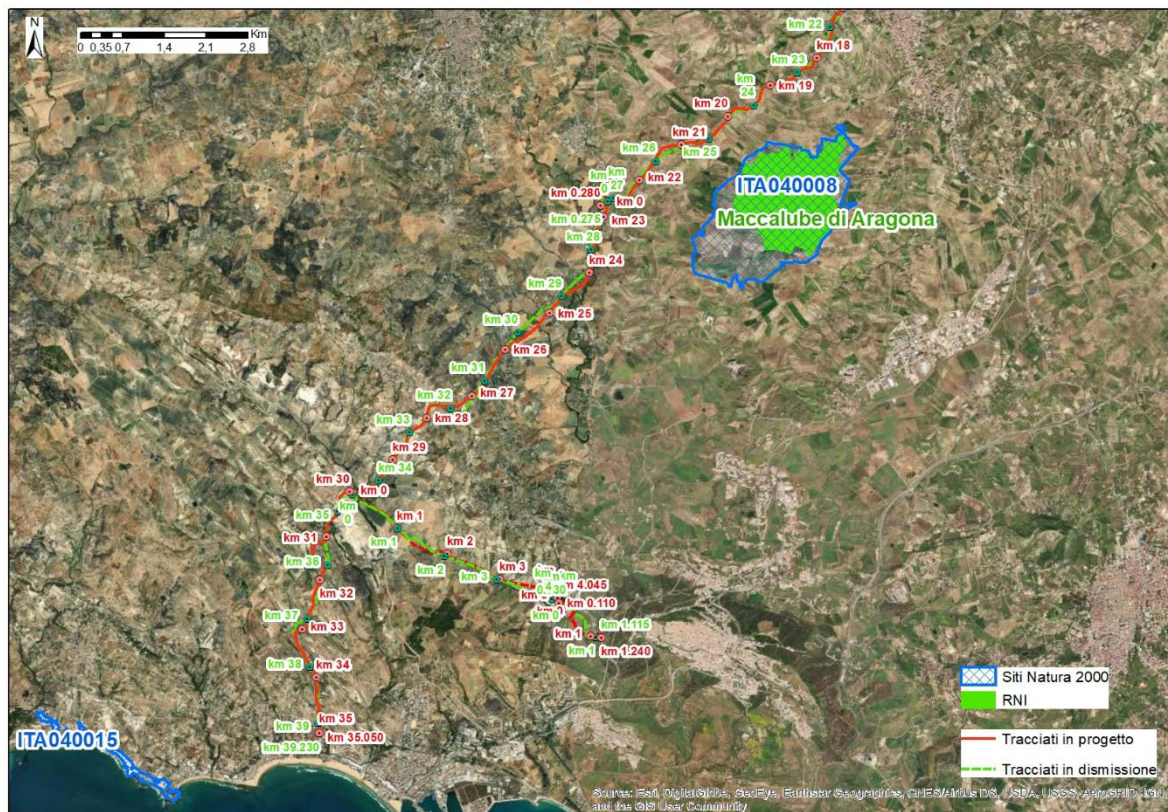 N
Km
0 0,35 0,7 1,4 2,1 2,8
km 22
km 18
km 23
km 19
km
24
km 20
km 21
km 25
km 26
km 22
ITA040008
Maccalube di Aragona
km
km
0
27
km 0.280
km 0
km 0.275
km 23
km 28
km 24
km 29
km 25
km 30
km 26
km 31
km 27
km 32
km 28
km 33
km 29
km 34
km 30
km 0
km
0
km 35
km 1
km 31
km 1
km 2
km 36
km 2
km 3
km 3
km
km 4.045
km 32
km 0.110
km 0
km 37
km 33
km 1.115
km 1
km 1
km 1.240
km 38
km 34
km 35
km 39
km 35.050
km 39.230
ITA040015
Siti Natura 2000
RNI
Tracciati in progetto
Tracciati in dismissione
Source: Esri, DigitalGlobe, GeoEye, Earthstar Geographics, CNES/Airbus DS, USDA, USGS, AeroGRID, IGN,
and the GIS User Community